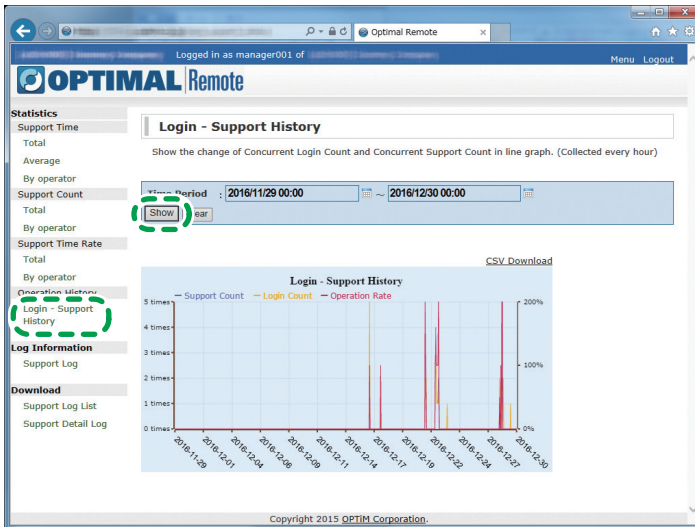 Optimal Remote
Logged in as manager001 of
Menu Logout
OPTIMAL Remote
Statistics
Support Time
Total
Average
By operator
Support Count
Total
By operator
Support Time Rate
Total
By operator
Operation History
Login - Support
History
Log Information
Support Log
Download
Support Log List
Support Detail Log
Login - Support History
Show the change of Concurrent Login Count and Concurrent Support Count in line graph. (Collected every hour)
Time Period : 2016/11/29 00:00 ~ 2016/12/30 00:00
Show
CSV Download
Login - Support History
Support Count Login Count Operation Rate
5 times 200%
4 times
3 times
100%
2 times
1 times
0 times 0%
2016-11-29 2016-12-01 2016-12-04 2016-12-06 2016-12-09 2016-12-11 2016-12-14 2016-12-17 2016-12-19 2016-12-22 2016-12-24 2016-12-27 2016-12-30
Copyright 2015 OPTiM Corporation.